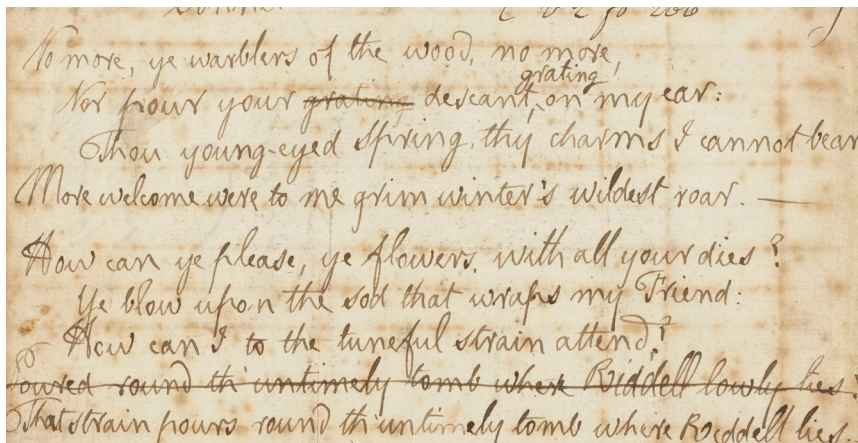 No more, ye warblers of the wood, no more,
grating
Nor pour your grating descant, on my ear:
Thou young-eyed Spring, thy charms I cannot bear
More welcome were to me grim winter's wildest roar. —
How can ye please, ye flowers, with all your dies?
Ye blow upon the sod that wraps my Friend:
How can I to the tuneful strain attend?
Poured round th' untimely tomb where Riddell lowly lies.
That strain pours round th' untimely tomb where Riddell lies